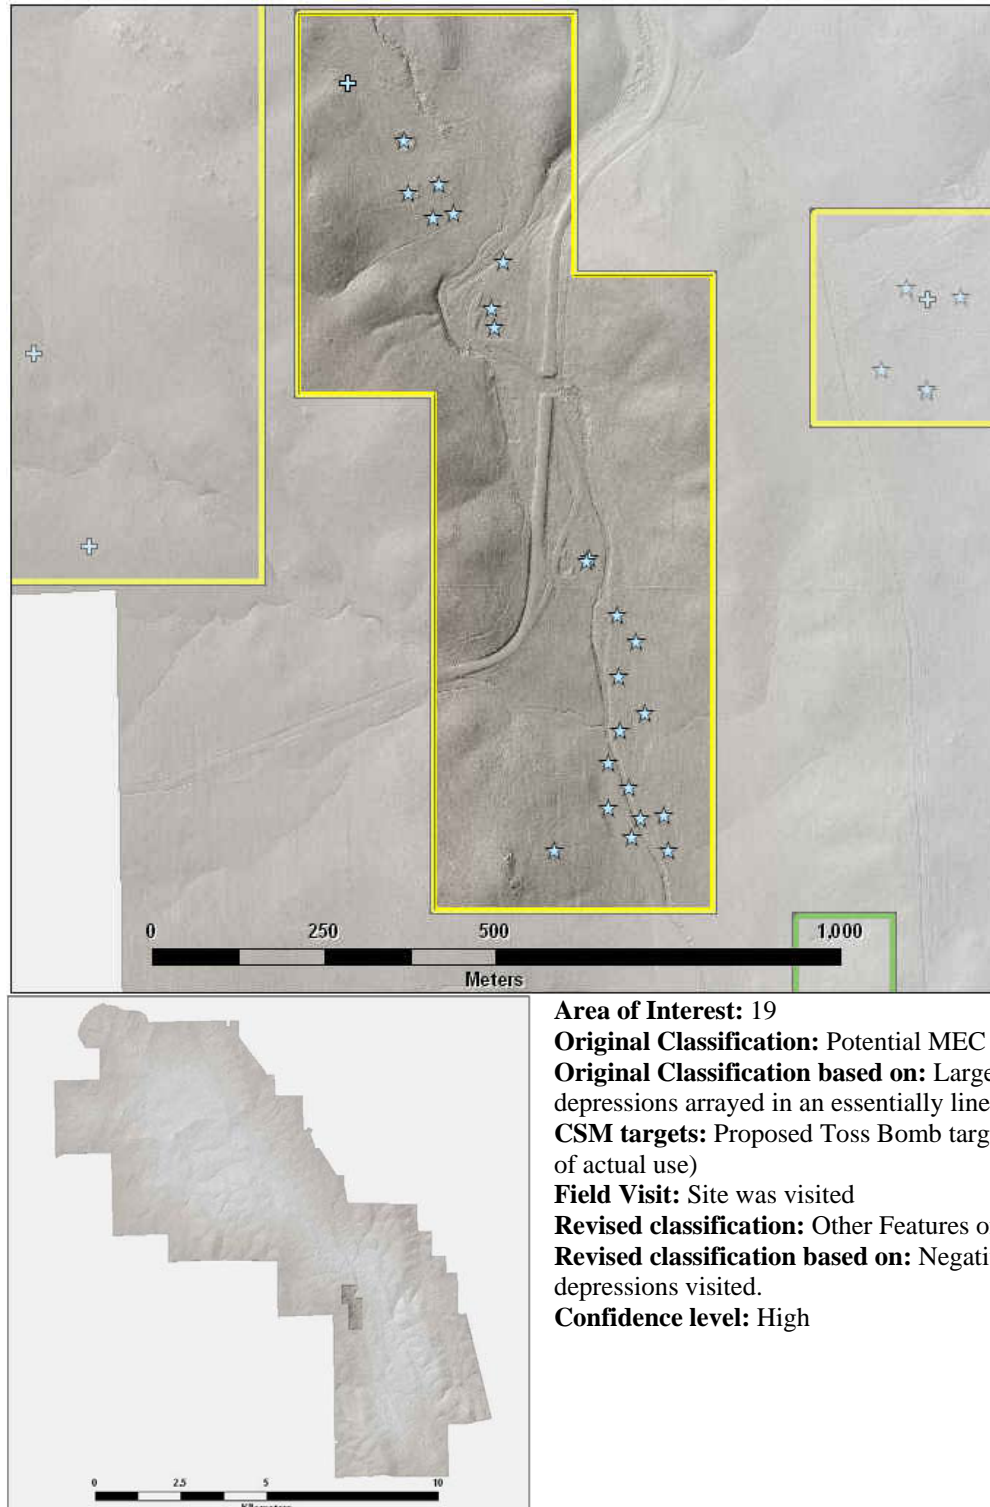 0 250 500 1,000
Meters
Area of Interest: 19
Original Classification: Potential MEC
Original Classification based on: Large
depressions arrayed in an essentially line
CSM targets: Proposed Toss Bomb targ
of actual use)
Field Visit: Site was visited
Revised classification: Other Features o
Revised classification based on: Negati
depressions visited.
Confidence level: High
0 2.5 5 10